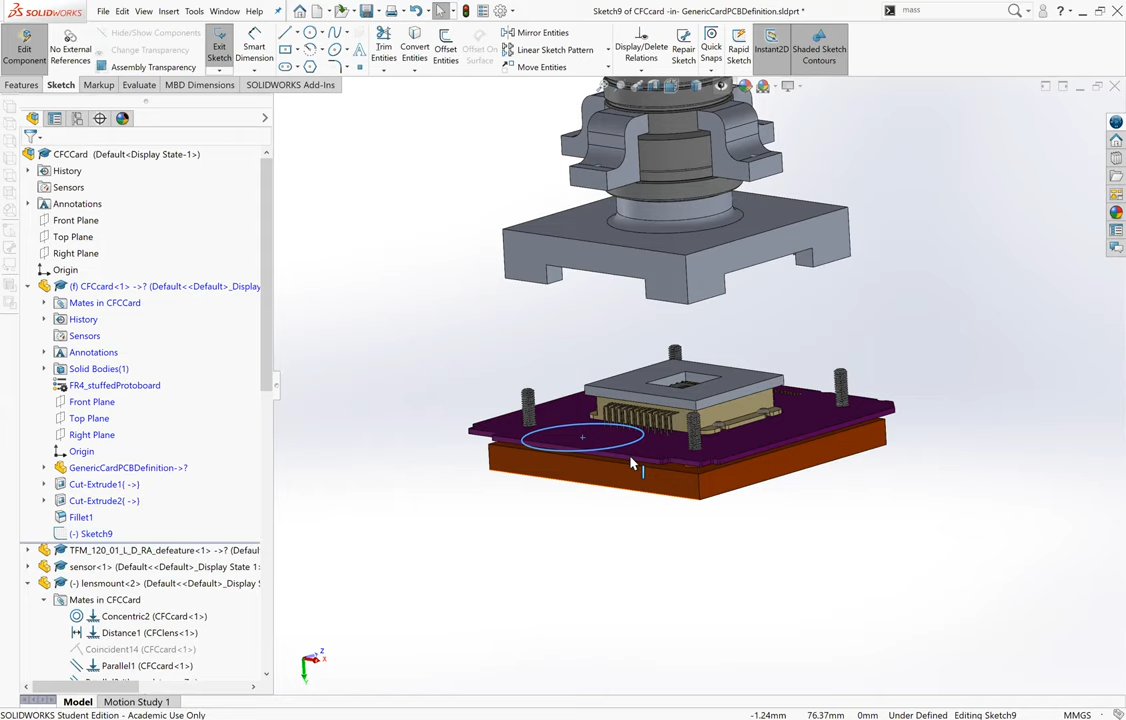 SOLIDWORKS
File
Edit
View
Insert
Tools
Window
Help
Sketch9 of CFCcard -in- GenericCardPCBDefinition.sldprt *
mass
Edit Component
No External References
Show/Hide Components
Change Transparency
Assembly Transparency
Exit Sketch
Smart Dimension
Trim Entities
Convert Entities
Offset Entities
Offset On Surface
Mirror Entities
Linear Sketch Pattern
Move Entities
Display/Delete Relations
Repair Sketch
Quick Snaps
Rapid Sketch
Instant2D
Shaded Sketch Contours
Features
Sketch
Markup
Evaluate
MBD Dimensions
SOLIDWORKS Add-Ins
CFCCard (Default<Display State-1>)
History
Sensors
Annotations
Front Plane
Top Plane
Right Plane
Origin
(f) CFCcard<1> ->? (Default<<Default>_Display
Mates in CFCCard
History
Sensors
Annotations
Solid Bodies(1)
FR4_stuffedProtoboard
Front Plane
Top Plane
Right Plane
Origin
GenericCardPCBDefinition->?
Cut-Extrude1( ->)
Cut-Extrude2( ->)
Fillet1
(-) Sketch9
TFM_120_01_L_D_RA_defeature<1> ->? (Defaul
sensor<1> (Default<<Default>_Display State 1>
(-) lensmount<2> (Default<<Default>_Display S
Mates in CFCCard
Concentric2 (CFCcard<1>)
Distance1 (CFClens<1>)
Coincident14 (CFCcard<1>)
Parallel1 (CFCcard<1>)
Z
X
Y
Model
Motion Study 1
SOLIDWORKS Student Edition - Academic Use Only
-1.24mm
76.37mm
0mm
Under Defined
Editing Sketch9
MMGS